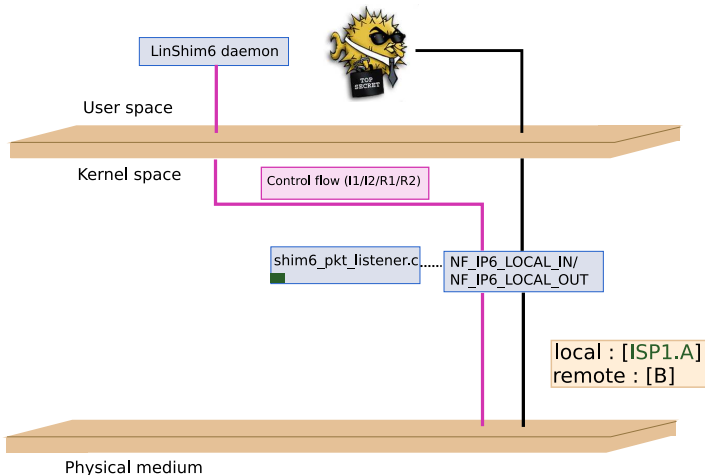 LinShim6 daemon
TOP
SECRET
User space
Kernel space
Control flow (I1/I2/R1/R2)
shim6_pkt_listener.c
NF_IP6_LOCAL_IN/
NF_IP6_LOCAL_OUT
local : [ISP1.A]
remote : [B]
Physical medium